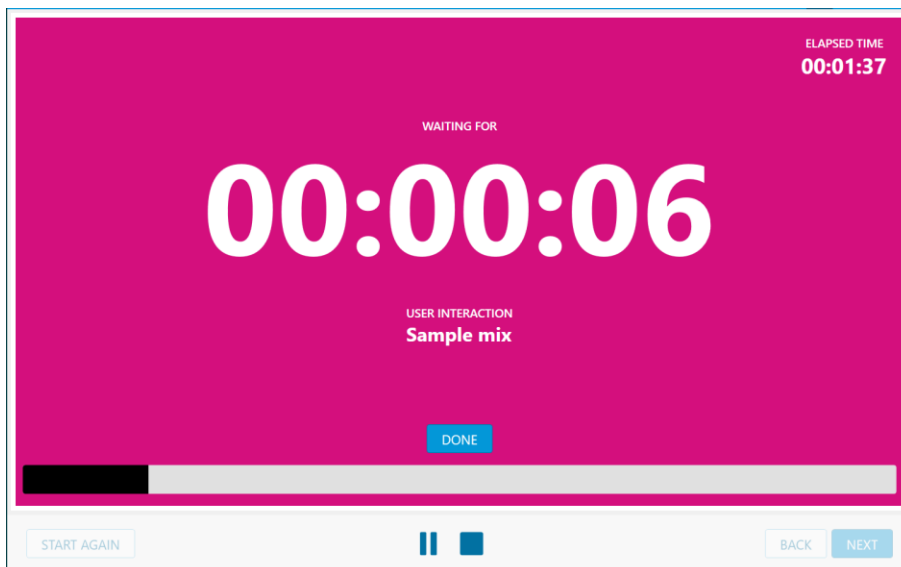 ELAPSED TIME
00:01:37
WAITING FOR
00:00:06
USER INTERACTION
Sample mix
DONE
START AGAIN
BACK
NEXT